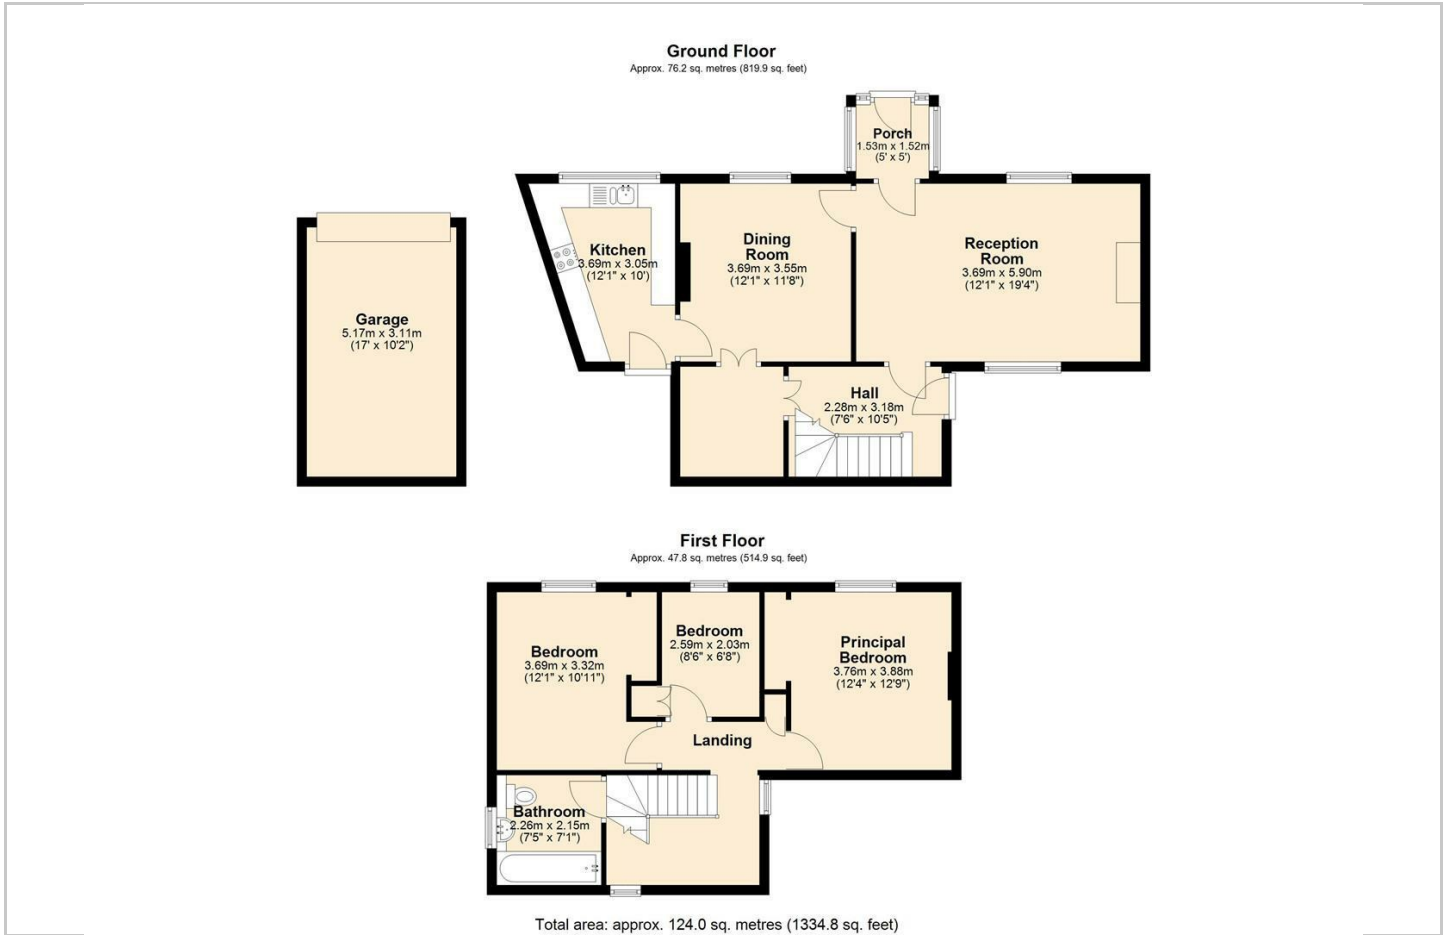 Ground Floor
Approx. 76.2 sq. metres (819.9 sq. feet)
Porch
1.53m x 1.52m
(5' x 5')
Kitchen
3.69m x 3.05m
(12'1" x 10')
Dining
Room
3.69m x 3.55m
(12'1" x 11'8")
Reception
Room
3.69m x 5.90m
(12'1" x 19'4")
Garage
5.17m x 3.11m
(17' x 10'2")
Hall
2.28m x 3.18m
(7'6" x 10'5")
First Floor
Approx. 47.8 sq. metres (514.9 sq. feet)
Bedroom
3.69m x 3.32m
(12'1" x 10'11")
Bedroom
2.59m x 2.03m
(8'6" x 6'8")
Principal
Bedroom
3.76m x 3.88m
(12'4" x 12'9")
Landing
Bathroom
2.26m x 2.15m
(7'5" x 7'1")
Total area: approx. 124.0 sq. metres (1334.8 sq. feet)